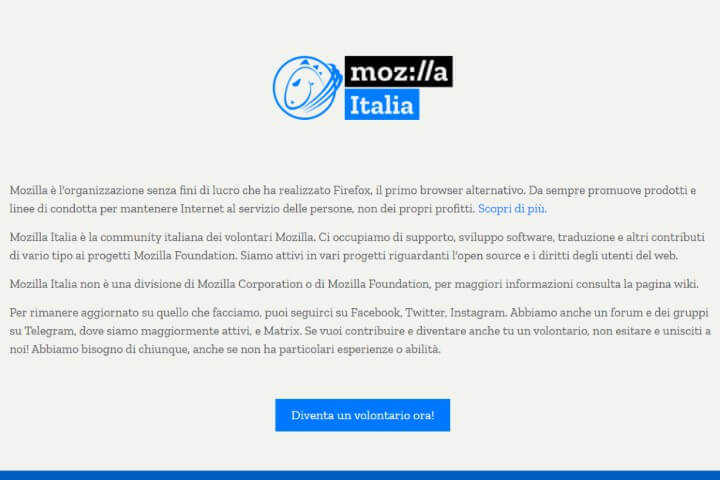 moz://a
Italia
Mozilla è l'organizzazione senza fini di lucro che ha realizzato Firefox, il primo browser alternativo. Da sempre promuove prodotti e
linee di condotta per mantenere Internet al servizio delle persone, non dei propri profitti. Scopri di più.
Mozilla Italia è la community italiana dei volontari Mozilla. Ci occupiamo di supporto, sviluppo software, traduzione e altri contributi
di vario tipo ai progetti Mozilla Foundation. Siamo attivi in vari progetti riguardanti l'open source e i diritti degli utenti del web.
Mozilla Italia non è una divisione di Mozilla Corporation o di Mozilla Foundation, per maggiori informazioni consulta la pagina wiki.
Per rimanere aggiornato su quello che facciamo, puoi seguirci su Facebook, Twitter, Instagram. Abbiamo anche un forum e dei gruppi
su Telegram, dove siamo maggiormente attivi, e Matrix. Se vuoi contribuire e diventare anche tu un volontario, non esitare e unisciti a
noi! Abbiamo bisogno di chiunque, anche se non ha particolari esperienze o abilità.
Diventa un volontario ora!